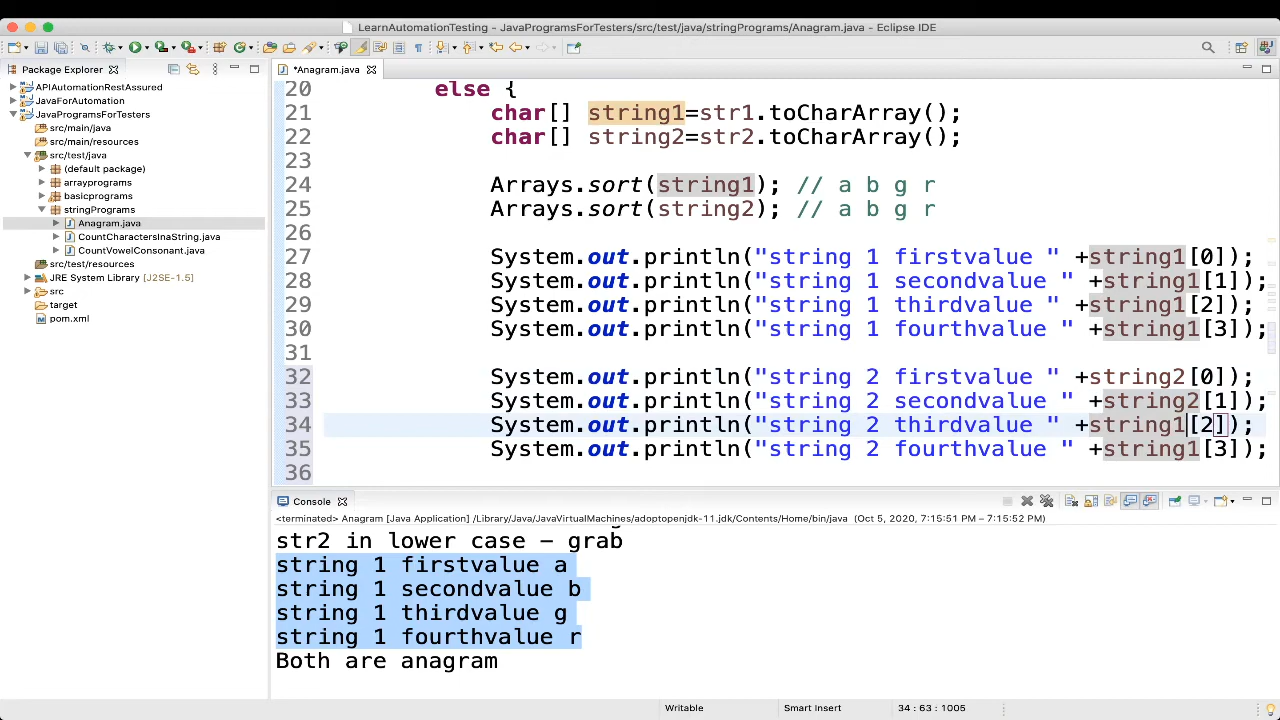 LearnAutomationTesting - JavaProgramsForTesters/src/test/java/stringPrograms/Anagram.java - Eclipse IDE
Package Explorer
*Anagram.java
APIAutomationRestAssured
JavaForAutomation
JavaProgramsForTesters
src/main/java
src/main/resources
src/test/java
(default package)
arrayprograms
basicprograms
stringPrograms
Anagram.java
CountCharactersInaString.java
CountVowelConsonant.java
src/test/resources
JRE System Library [J2SE-1.5]
src
target
pom.xml
20 else {
21 char[] string1=str1.toCharArray();
22 char[] string2=str2.toCharArray();
23
24 Arrays.sort(string1); // a b g r
25 Arrays.sort(string2); // a b g r
26
27 System.out.println("string 1 firstvalue " +string1[0]);
28 System.out.println("string 1 secondvalue " +string1[1]);
29 System.out.println("string 1 thirdvalue " +string1[2]);
30 System.out.println("string 1 fourthvalue " +string1[3]);
31
32 System.out.println("string 2 firstvalue " +string2[0]);
33 System.out.println("string 2 secondvalue " +string2[1]);
34 System.out.println("string 2 thirdvalue " +string1[2]);
35 System.out.println("string 2 fourthvalue " +string1[3]);
36
Console
<terminated> Anagram [Java Application] /Library/Java/JavaVirtualMachines/adoptopenjdk-11.jdk/Contents/Home/bin/java (Oct 5, 2020, 7:15:51 PM – 7:15:52 PM)
str2 in lower case – grab
string 1 firstvalue a
string 1 secondvalue b
string 1 thirdvalue g
string 1 fourthvalue r
Both are anagram
Writable
Smart Insert
34 : 63 : 1005